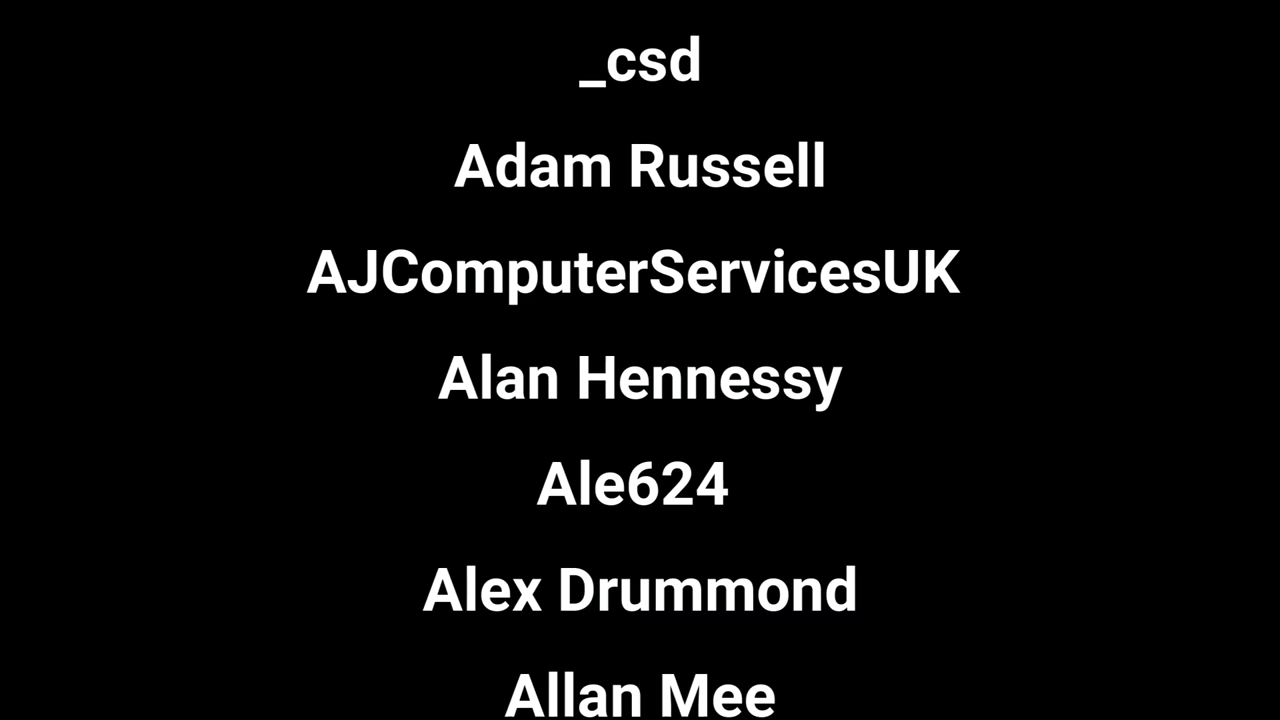 _csd
Adam Russell
AJComputerServicesUK
Alan Hennessy
Ale624
Alex Drummond
Allan Mee